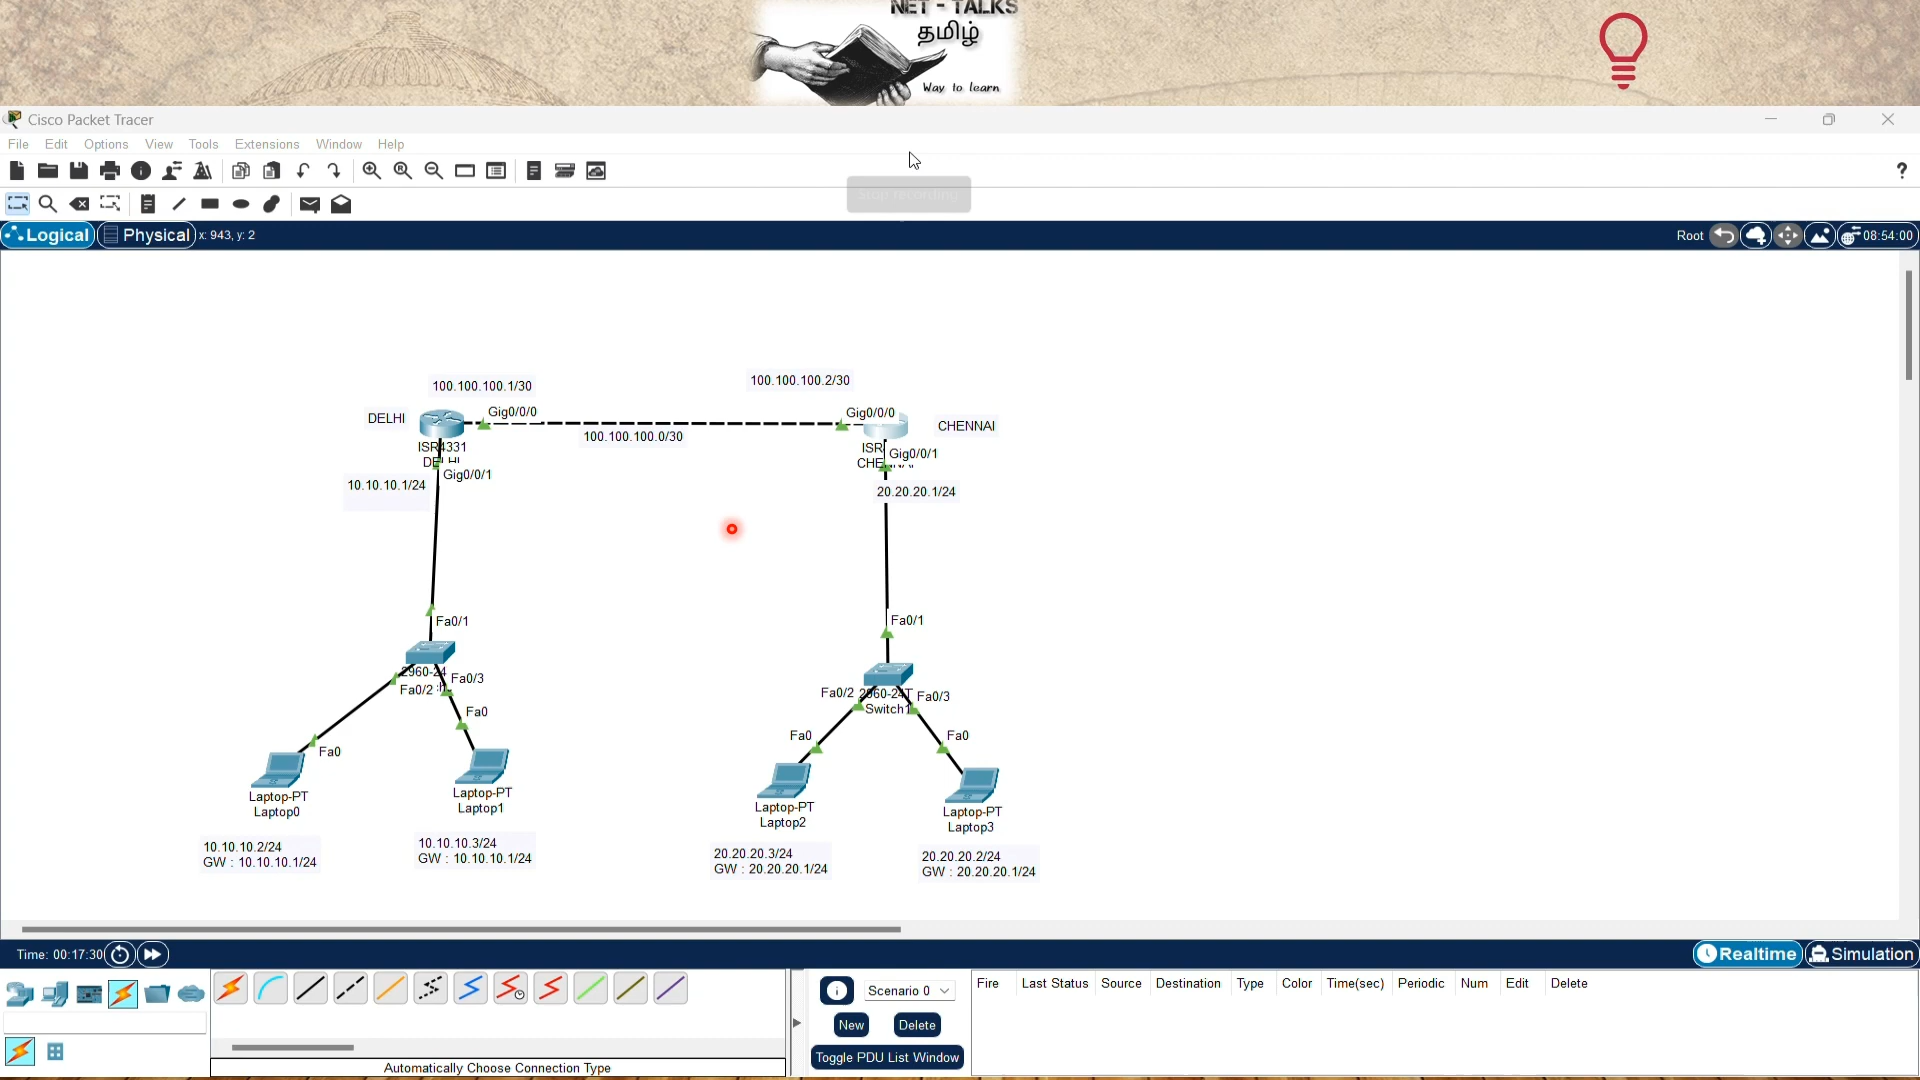 NET - TALKS
தமிழ்
Way to learn
Cisco Packet Tracer
File Edit Options View Tools Extensions Window Help
?
Stop recording
Logical Physical x: 943, y: 2 Root 08:54:00
100.100.100.1/30 100.100.100.2/30
DELHI Gig0/0/0 Gig0/0/0 CHENNAI
100.100.100.0/30
ISR4331
Gig0/0/1
Gig0/0/1
10.10.10.1/24 20.20.20.1/24
Fa0/1 Fa0/1
Fa0/3
Fa0/2
Fa0/2 2960-24T Fa0/3
Switch1
Fa0 Fa0 Fa0 Fa0
Laptop-PT
Laptop0
Laptop-PT
Laptop1
Laptop-PT
Laptop2
Laptop-PT
Laptop3
10.10.10.2/24
GW : 10.10.10.1/24
10.10.10.3/24
GW : 10.10.10.1/24
20.20.20.3/24
GW : 20.20.20.1/24
20.20.20.2/24
GW : 20.20.20.1/24
Time: 00:17:30 Realtime Simulation
Scenario 0
New Delete
Toggle PDU List Window
Fire Last Status Source Destination Type Color Time(sec) Periodic Num Edit Delete
Automatically Choose Connection Type